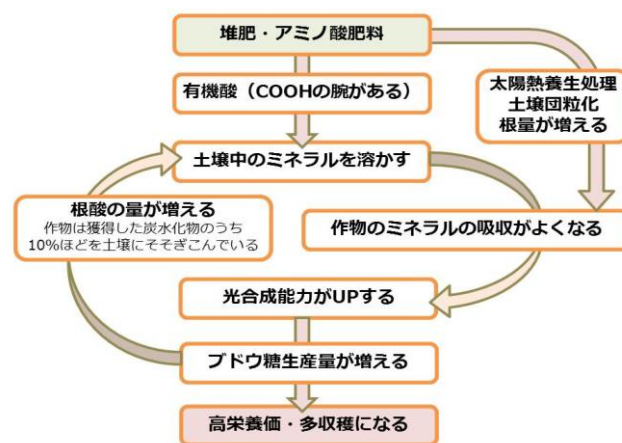 堆肥・アミノ酸肥料
有機酸（COOHの腕がある）
太陽熱養生処理
土壌団粒化
根量が増える
土壌中のミネラルを溶かす
根酸の量が増える
作物は獲得した炭水化物のうち
10%ほどを土壌にそそぎこんでいる
作物のミネラルの吸収がよくなる
光合成能力がUPする
ブドウ糖生産量が増える
高栄養価・多収穫になる